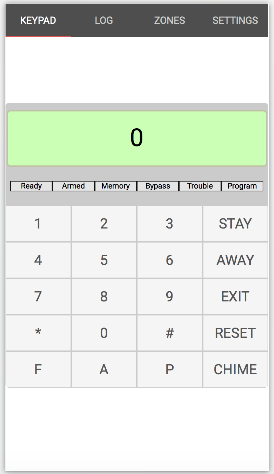 KEYPAD LOG ZONES SETTINGS
0
Ready Armed Memory Bypass Trouble Program
1 2 3 STAY
4 5 6 AWAY
7 8 9 EXIT
* 0 # RESET
F A P CHIME